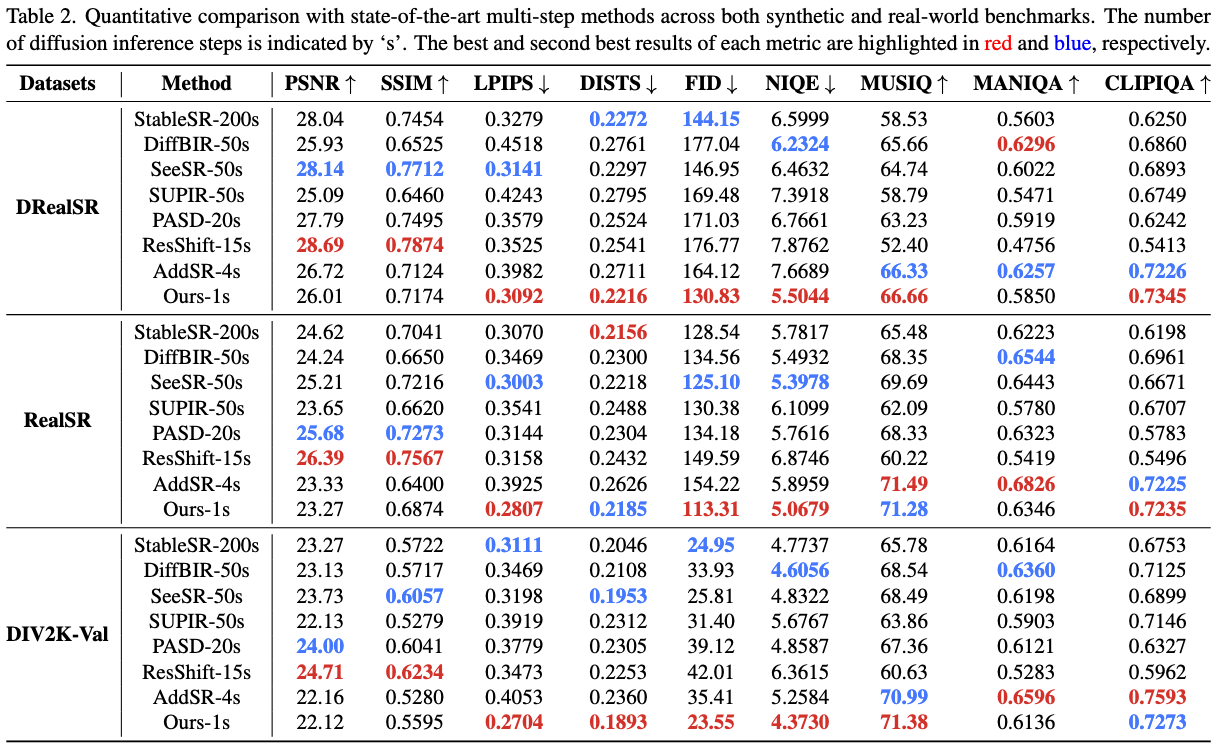 Table 2. Quantitative comparison with state-of-the-art multi-step methods across both synthetic and real-world benchmarks. The number
of diffusion inference steps is indicated by ‘s’. The best and second best results of each metric are highlighted in red and blue, respectively.
Datasets Method PSNR ↑ SSIM ↑ LPIPS ↓ DISTS ↓ FID ↓ NIQE ↓ MUSIQ ↑ MANIQA ↑ CLIPIQA ↑
DRealSR
StableSR-200s 28.04 0.7454 0.3279 0.2272 144.15 6.5999 58.53 0.5603 0.6250
DiffBIR-50s 25.93 0.6525 0.4518 0.2761 177.04 6.2324 65.66 0.6296 0.6860
SeeSR-50s 28.14 0.7712 0.3141 0.2297 146.95 6.4632 64.74 0.6022 0.6893
SUPIR-50s 25.09 0.6460 0.4243 0.2795 169.48 7.3918 58.79 0.5471 0.6749
PASD-20s 27.79 0.7495 0.3579 0.2524 171.03 6.7661 63.23 0.5919 0.6242
ResShift-15s 28.69 0.7874 0.3525 0.2541 176.77 7.8762 52.40 0.4756 0.5413
AddSR-4s 26.72 0.7124 0.3982 0.2711 164.12 7.6689 66.33 0.6257 0.7226
Ours-1s 26.01 0.7174 0.3092 0.2216 130.83 5.5044 66.66 0.5850 0.7345
RealSR
StableSR-200s 24.62 0.7041 0.3070 0.2156 128.54 5.7817 65.48 0.6223 0.6198
DiffBIR-50s 24.24 0.6650 0.3469 0.2300 134.56 5.4932 68.35 0.6544 0.6961
SeeSR-50s 25.21 0.7216 0.3003 0.2218 125.10 5.3978 69.69 0.6443 0.6671
SUPIR-50s 23.65 0.6620 0.3541 0.2488 130.38 6.1099 62.09 0.5780 0.6707
PASD-20s 25.68 0.7273 0.3144 0.2304 134.18 5.7616 68.33 0.6323 0.5783
ResShift-15s 26.39 0.7567 0.3158 0.2432 149.59 6.8746 60.22 0.5419 0.5496
AddSR-4s 23.33 0.6400 0.3925 0.2626 154.22 5.8959 71.49 0.6826 0.7225
Ours-1s 23.27 0.6874 0.2807 0.2185 113.31 5.0679 71.28 0.6346 0.7235
DIV2K-Val
StableSR-200s 23.27 0.5722 0.3111 0.2046 24.95 4.7737 65.78 0.6164 0.6753
DiffBIR-50s 23.13 0.5717 0.3469 0.2108 33.93 4.6056 68.54 0.6360 0.7125
SeeSR-50s 23.73 0.6057 0.3198 0.1953 25.81 4.8322 68.49 0.6198 0.6899
SUPIR-50s 22.13 0.5279 0.3919 0.2312 31.40 5.6767 63.86 0.5903 0.7146
PASD-20s 24.00 0.6041 0.3779 0.2305 39.12 4.8587 67.36 0.6121 0.6327
ResShift-15s 24.71 0.6234 0.3473 0.2253 42.01 6.3615 60.63 0.5283 0.5962
AddSR-4s 22.16 0.5280 0.4053 0.2360 35.41 5.2584 70.99 0.6596 0.7593
Ours-1s 22.12 0.5595 0.2704 0.1893 23.55 4.3730 71.38 0.6136 0.7273